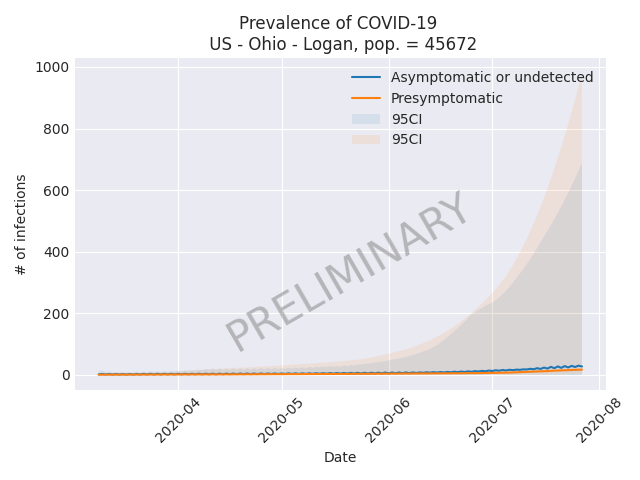 Prevalence of COVID-19
US - Ohio - Logan, pop. = 45672
1000
800
600
400
200
0
# of infections
Asymptomatic or undetected
Presymptomatic
95CI
95CI
PRELIMINARY
2020-04
2020-05
2020-06
2020-07
2020-08
Date